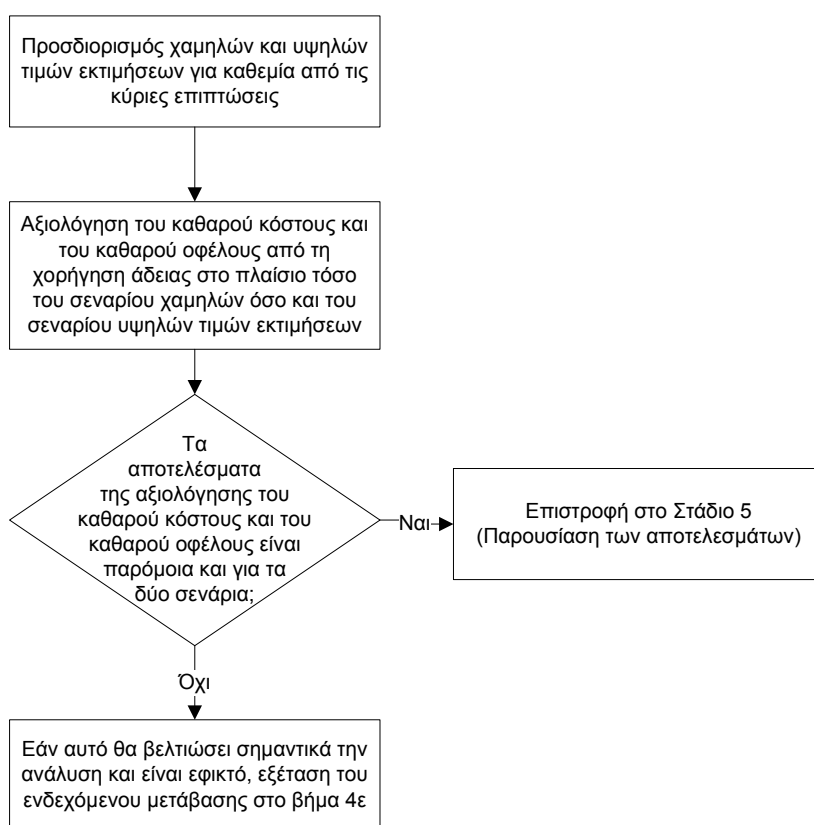 Προσδιορισμός χαμηλών και υψηλών
τιμών εκτιμήσεων για καθεμία από τις
κύριες επιπτώσεις
Αξιολόγηση του καθαρού κόστους και
του καθαρού οφέλους από τη
χορήγηση άδειας στο πλαίσιο τόσο
του σεναρίου χαμηλών όσο και του
σεναρίου υψηλών τιμών εκτιμήσεων
Τα
αποτελέσματα
της αξιολόγησης του
καθαρού κόστους και του
καθαρού οφέλους είναι
παρόμοια και για τα
δύο σενάρια;
Ναι
Επιστροφή στο Στάδιο 5
(Παρουσίαση των αποτελεσμάτων)
Όχι
Εάν αυτό θα βελτιώσει σημαντικά την
ανάλυση και είναι εφικτό, εξέταση του
ενδεχόμενου μετάβασης στο βήμα 4ε